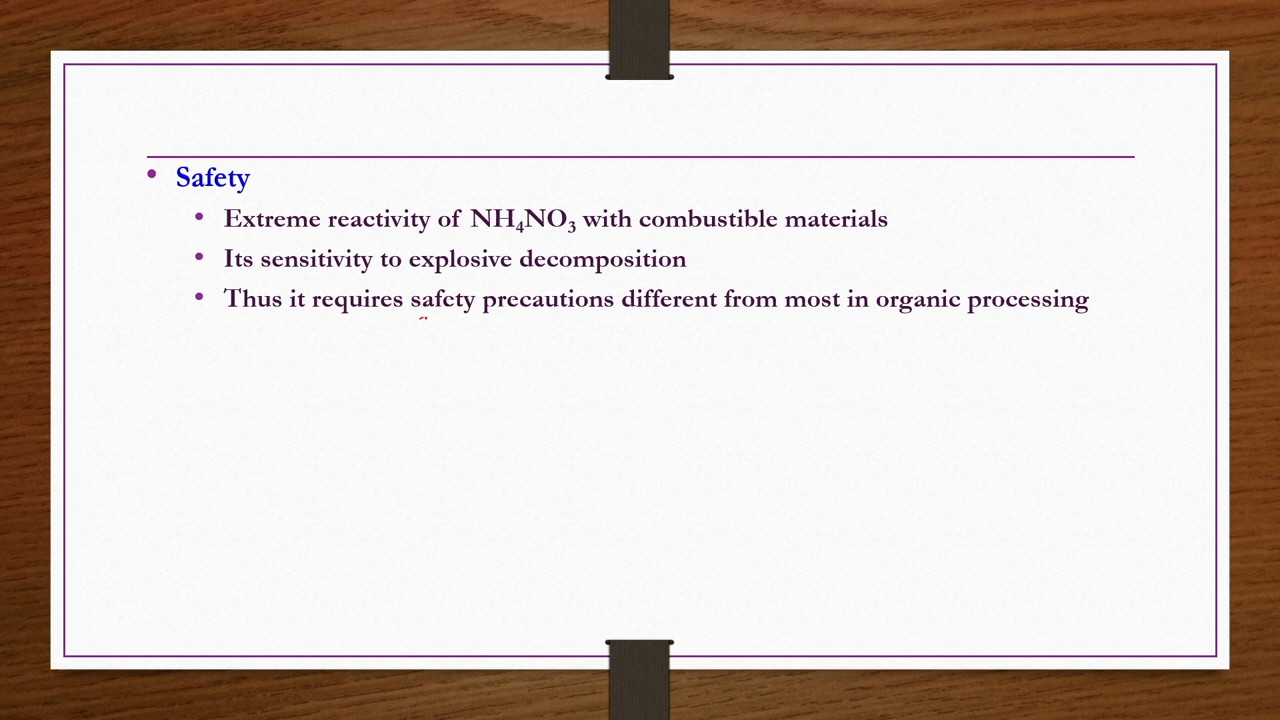 • Safety
• Extreme reactivity of NH₄NO₃ with combustible materials
• Its sensitivity to explosive decomposition
• Thus it requires safety precautions different from most in organic processing